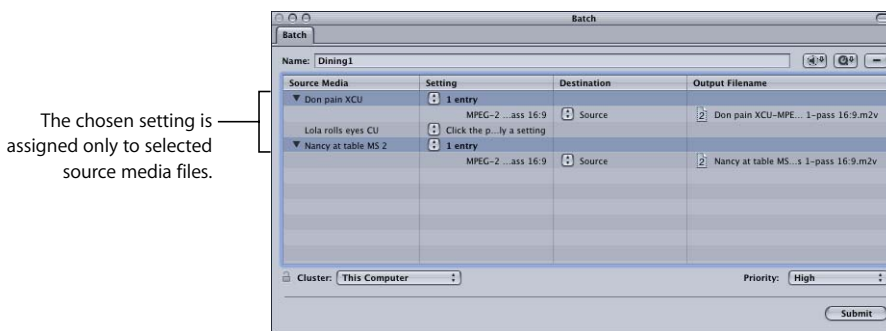 The chosen setting is
assigned only to selected
source media files.
Batch
Batch
Name: Dining1
Source Media Setting Destination Output Filename
Don pain XCU 1 entry
MPEG-2 ...ass 16:9 Source Don pain XCU-MPE... 1-pass 16:9.m2v
Lola rolls eyes CU Click the p...ly a setting
Nancy at table MS 2 1 entry
MPEG-2 ...ass 16:9 Source Nancy at table MS...s 1-pass 16:9.m2v
Cluster: This Computer Priority: High
Submit